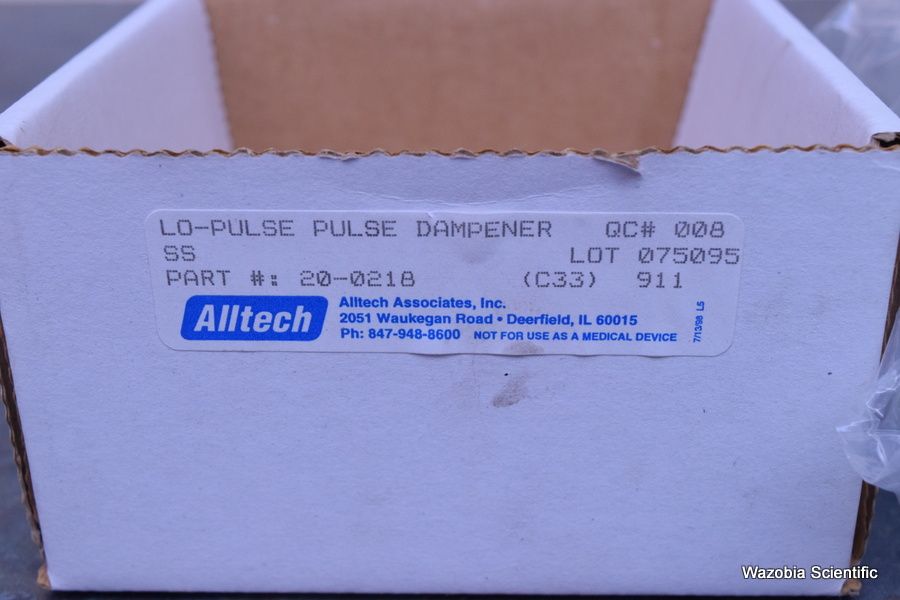 LO-PULSE PULSE DAMPENER QC# 008
SS LOT 075095
PART #: 20-0218 (C33) 911
Alltech
Alltech Associates, Inc.
2051 Waukegan Road • Deerfield, IL 60015
Ph: 847-948-8600 NOT FOR USE AS A MEDICAL DEVICE
7/13/98 L5
Wazobia Scientific